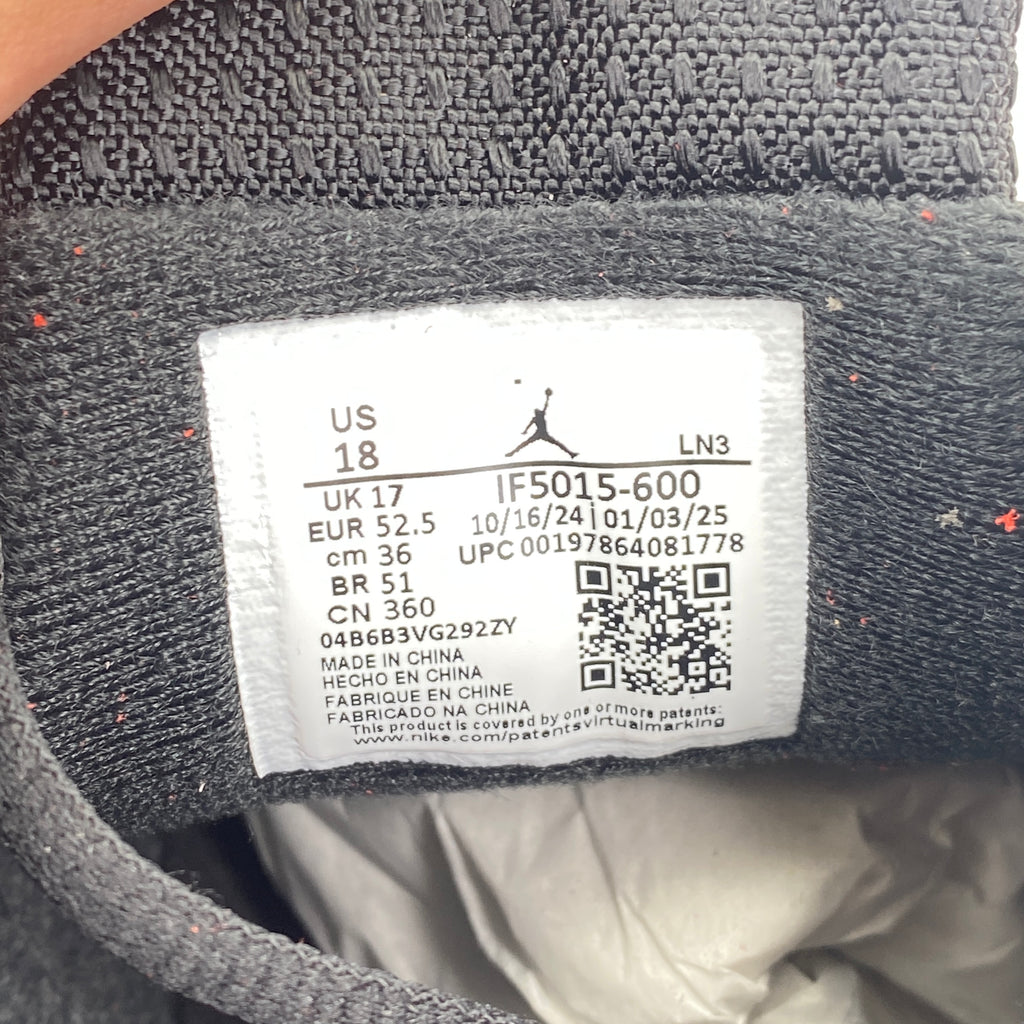 US
18
LN3
UK 17
EUR 52.5
cm 36
BR 51
CN 360
IF5015-600
10/16/24|01/03/25
UPC 00197864081778
04B6B3VG292ZY
MADE IN CHINA
HECHO EN CHINA
FABRIQUE EN CHINE
FABRICADO NA CHINA
This product is covered by one or more patents:
www.nike.com/patentsvirtualmarking